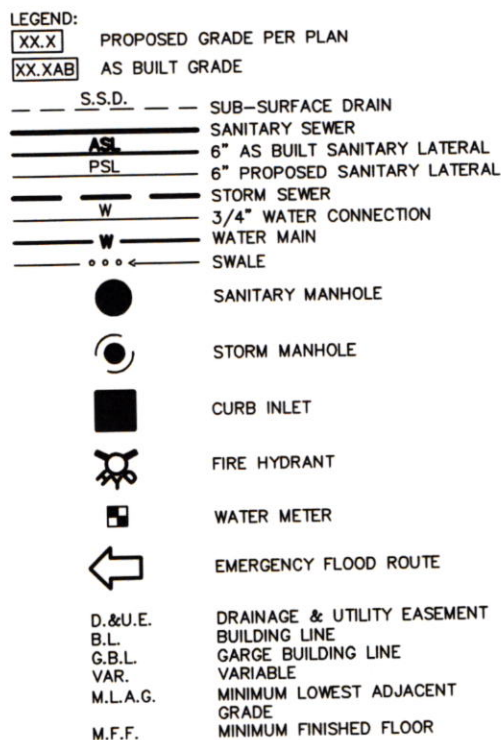 LEGEND:
XX.X PROPOSED GRADE PER PLAN
XX.XAB AS BUILT GRADE
S.S.D. SUB-SURFACE DRAIN
SANITARY SEWER
ASL 6" AS BUILT SANITARY LATERAL
PSL 6" PROPOSED SANITARY LATERAL
STORM SEWER
W 3/4" WATER CONNECTION
W WATER MAIN
SWALE
SANITARY MANHOLE
STORM MANHOLE
CURB INLET
FIRE HYDRANT
WATER METER
EMERGENCY FLOOD ROUTE
D.&U.E. DRAINAGE & UTILITY EASEMENT
B.L. BUILDING LINE
G.B.L. GARGE BUILDING LINE
VAR. VARIABLE
M.L.A.G. MINIMUM LOWEST ADJACENT
GRADE
M.F.F. MINIMUM FINISHED FLOOR